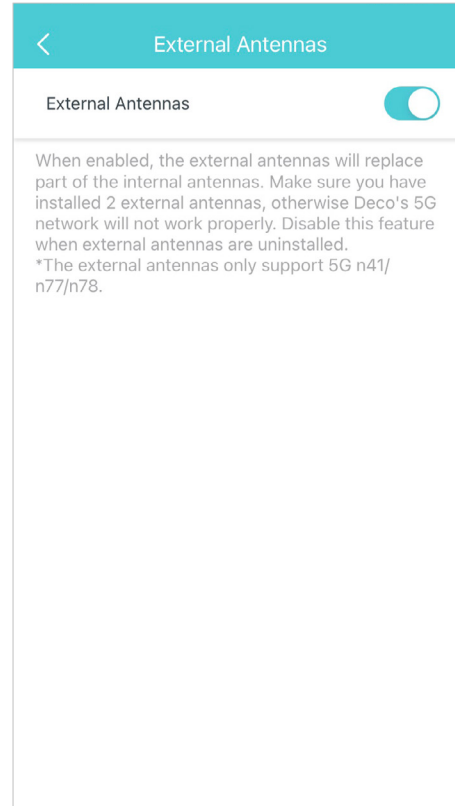 External Antennas
External Antennas
When enabled, the external antennas will replace
part of the internal antennas. Make sure you have
installed 2 external antennas, otherwise Deco's 5G
network will not work properly. Disable this feature
when external antennas are uninstalled.
*The external antennas only support 5G n41/
n77/n78.